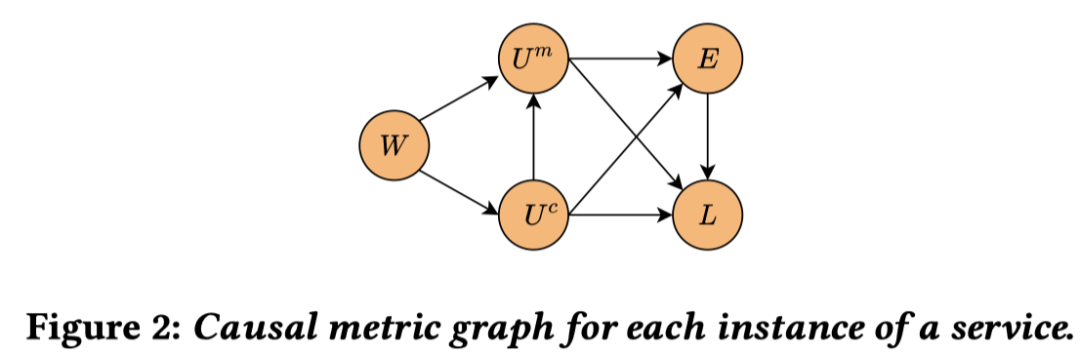 U^m
E
W
U^c
L
Figure 2: Causal metric graph for each instance of a service.